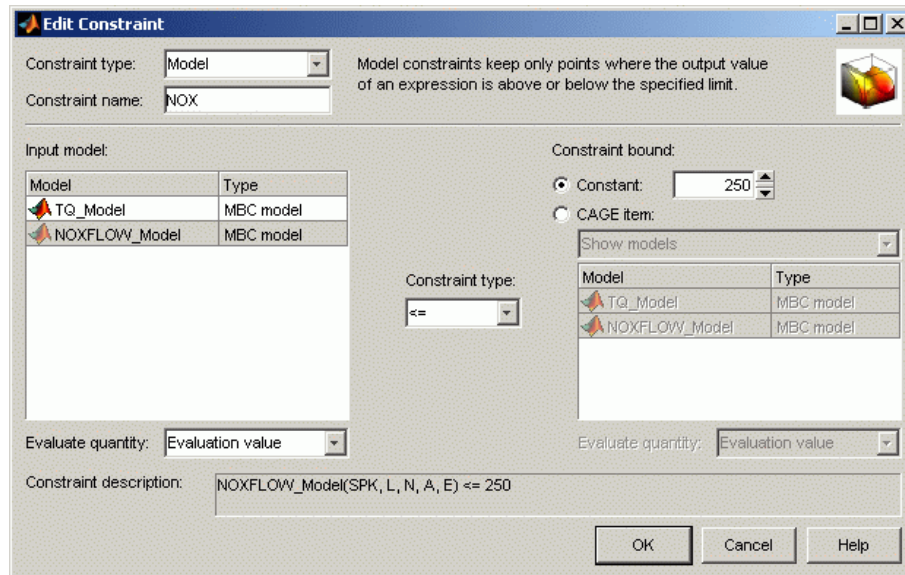 Edit Constraint
Constraint type: Model
Model constraints keep only points where the output value
of an expression is above or below the specified limit.
Constraint name: NOX
Input model:
Constraint bound:
Model Type
TQ_Model MBC model
NOXFLOW_Model MBC model
Constant: 250
CAGE item:
Show models
Constraint type:
<=
Model Type
TQ_Model MBC model
NOXFLOW_Model MBC model
Evaluate quantity: Evaluation value
Evaluate quantity: Evaluation value
Constraint description: NOXFLOW_Model(SPK, L, N, A, E) <= 250
OK Cancel Help